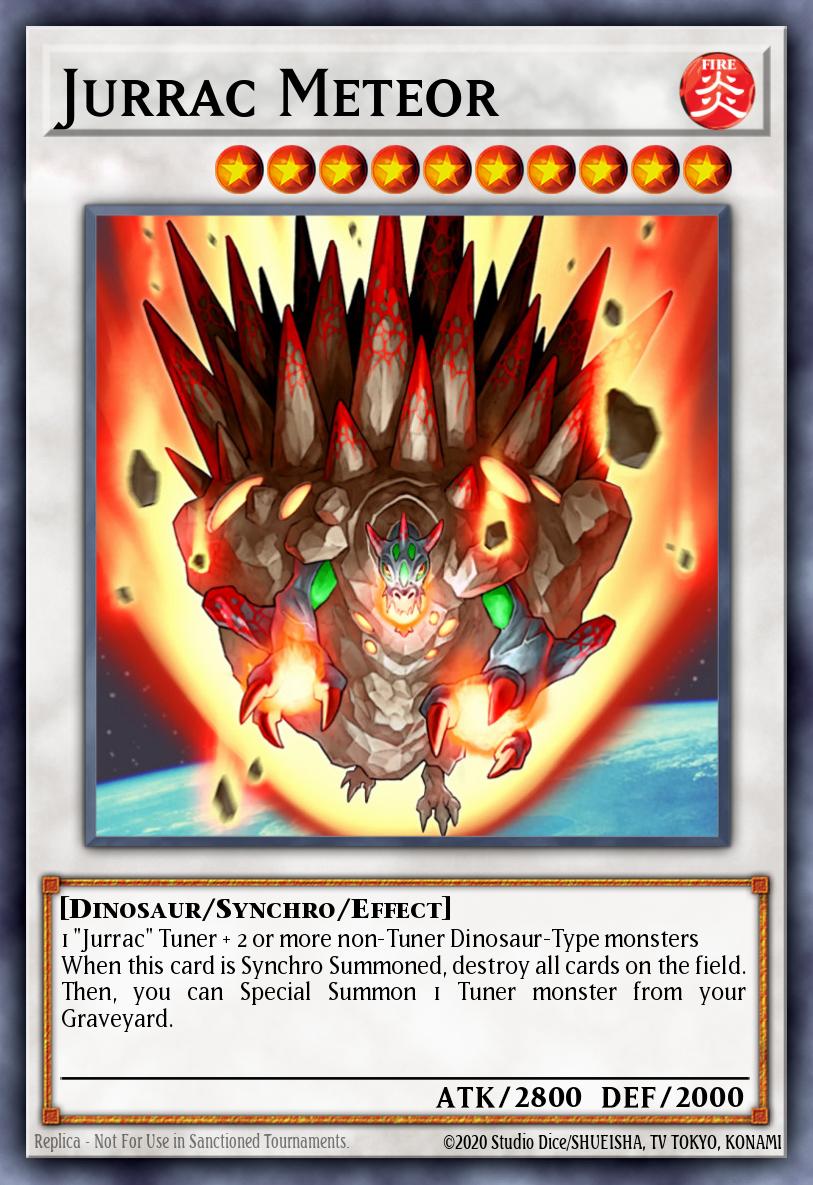 Jurrac Meteor
FIRE
炎
[Dinosaur/Synchro/Effect]
1 "Jurrac" Tuner + 2 or more non-Tuner Dinosaur-Type monsters
When this card is Synchro Summoned, destroy all cards on the field.
Then, you can Special Summon 1 Tuner monster from your
Graveyard.
ATK/2800 DEF/2000
Replica - Not For Use in Sanctioned Tournaments.
©2020 Studio Dice/SHUEISHA, TV TOKYO, KONAMI